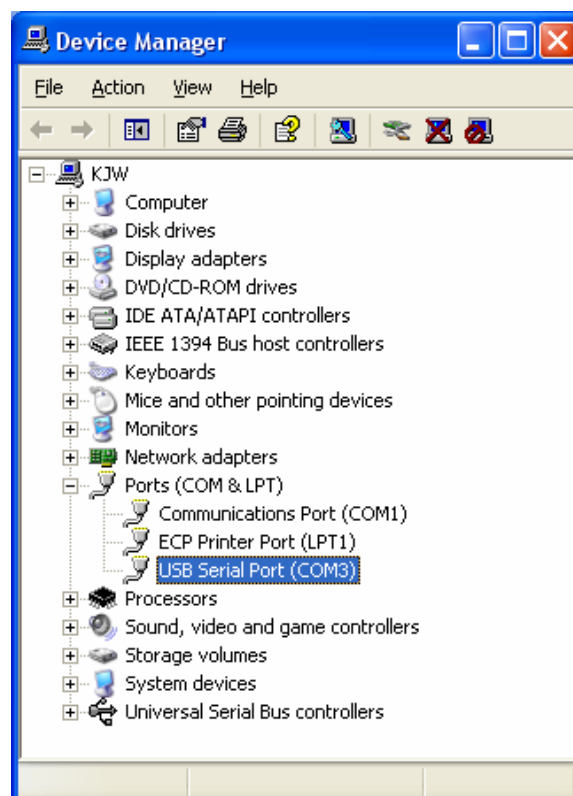 Device Manager
File Action View Help
KJW
Computer
Disk drives
Display adapters
DVD/CD-ROM drives
IDE ATA/ATAPI controllers
IEEE 1394 Bus host controllers
Keyboards
Mice and other pointing devices
Monitors
Network adapters
Ports (COM & LPT)
Communications Port (COM1)
ECP Printer Port (LPT1)
USB Serial Port (COM3)
Processors
Sound, video and game controllers
Storage volumes
System devices
Universal Serial Bus controllers